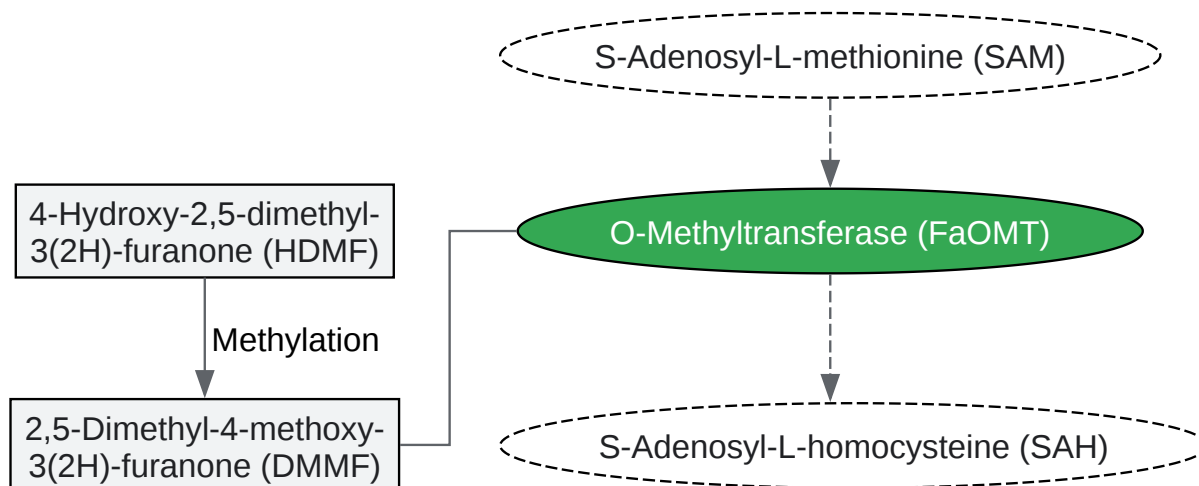 S-Adenosyl-L-methionine (SAM)
4-Hydroxy-2,5-dimethyl-
3(2H)-furanone (HDMF)
O-Methyltransferase (FaOMT)
Methylation
2,5-Dimethyl-4-methoxy-
3(2H)-furanone (DMMF)
S-Adenosyl-L-homocysteine (SAH)